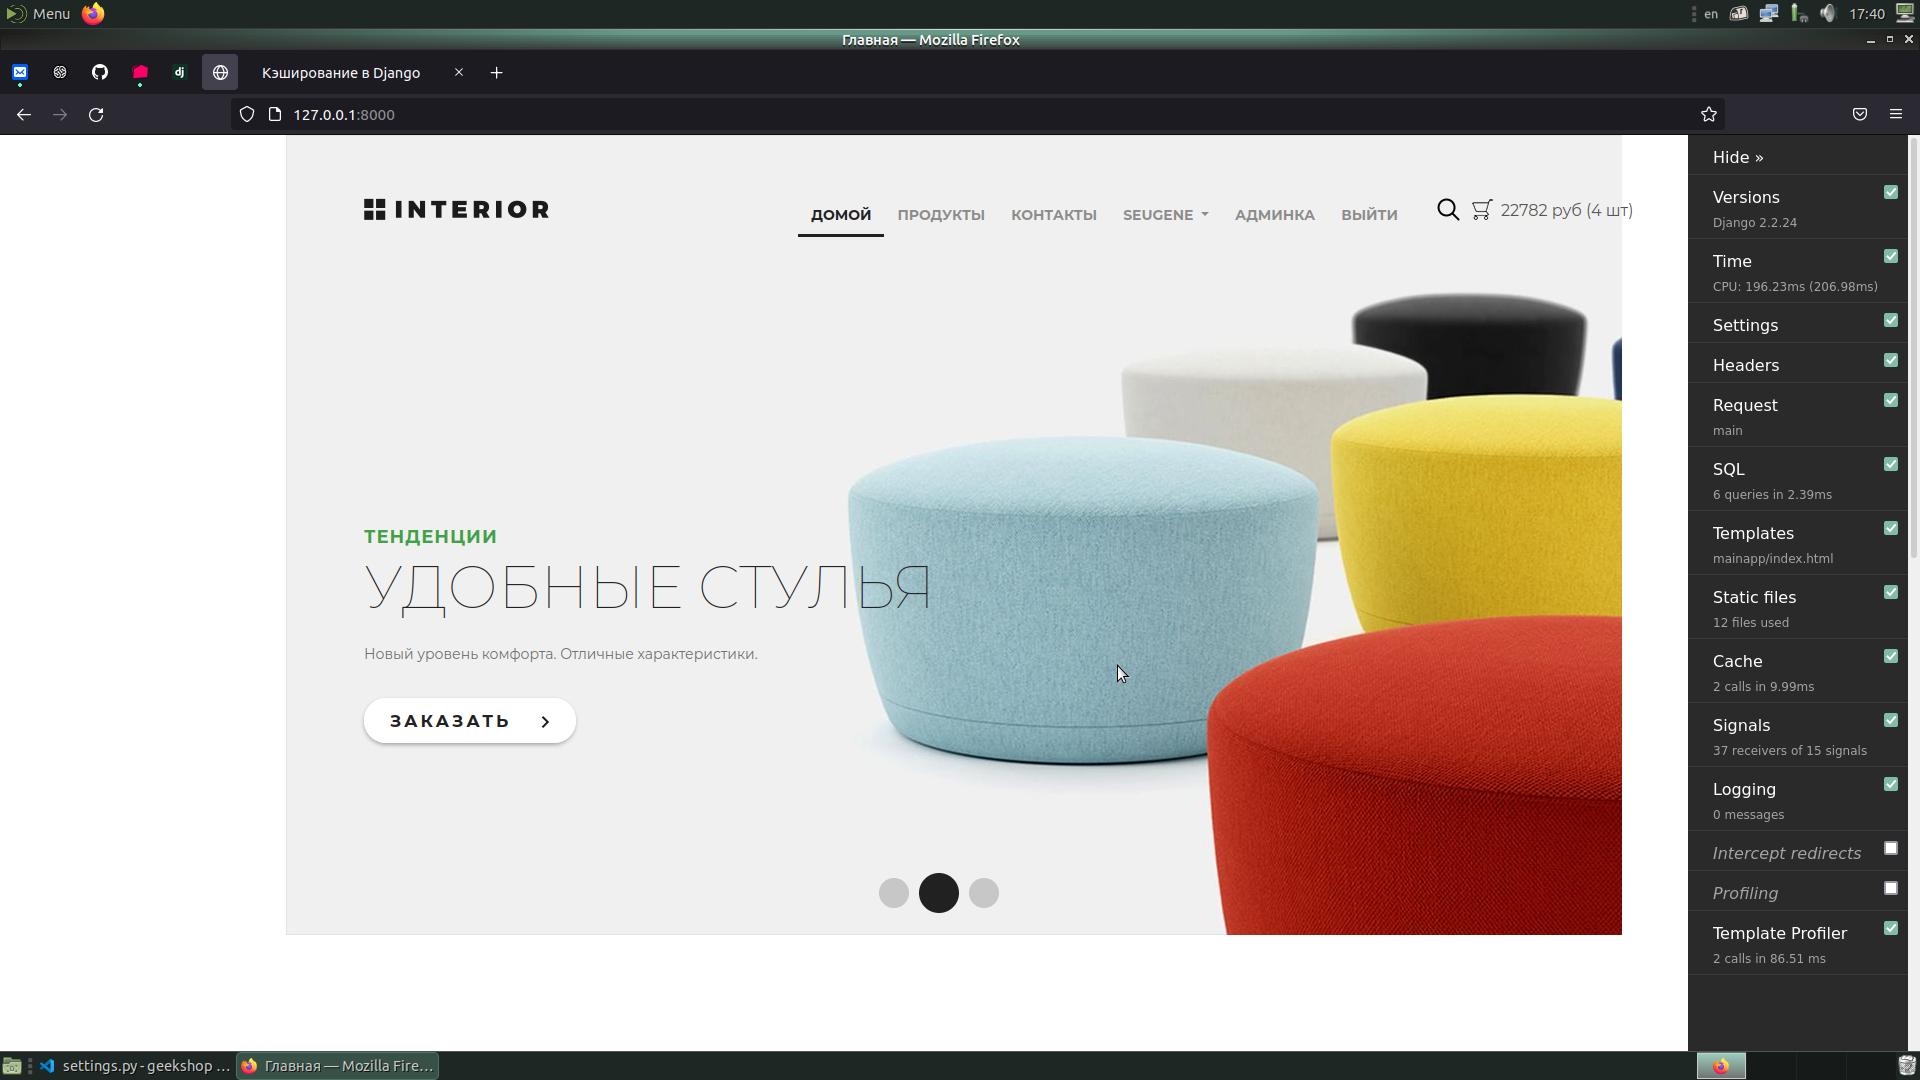 Menu
en
17:40
Главная — Mozilla Firefox
dj
Кэширование в Django
127.0.0.1:8000
INTERIOR
ДОМОЙ
ПРОДУКТЫ
КОНТАКТЫ
SEUGENE
АДМИНКА
ВЫЙТИ
22782 руб (4 шт)
ТЕНДЕНЦИИ
УДОБНЫЕ СТУЛЬЯ
Новый уровень комфорта. Отличные характеристики.
ЗАКАЗАТЬ
Hide »
Versions
Django 2.2.24
Time
CPU: 196.23ms (206.98ms)
Settings
Headers
Request
main
SQL
6 queries in 2.39ms
Templates
mainapp/index.html
Static files
12 files used
Cache
2 calls in 9.99ms
Signals
37 receivers of 15 signals
Logging
0 messages
Intercept redirects
Profiling
Template Profiler
2 calls in 86.51 ms
settings.py - geekshop ...
Главная — Mozilla Fire...